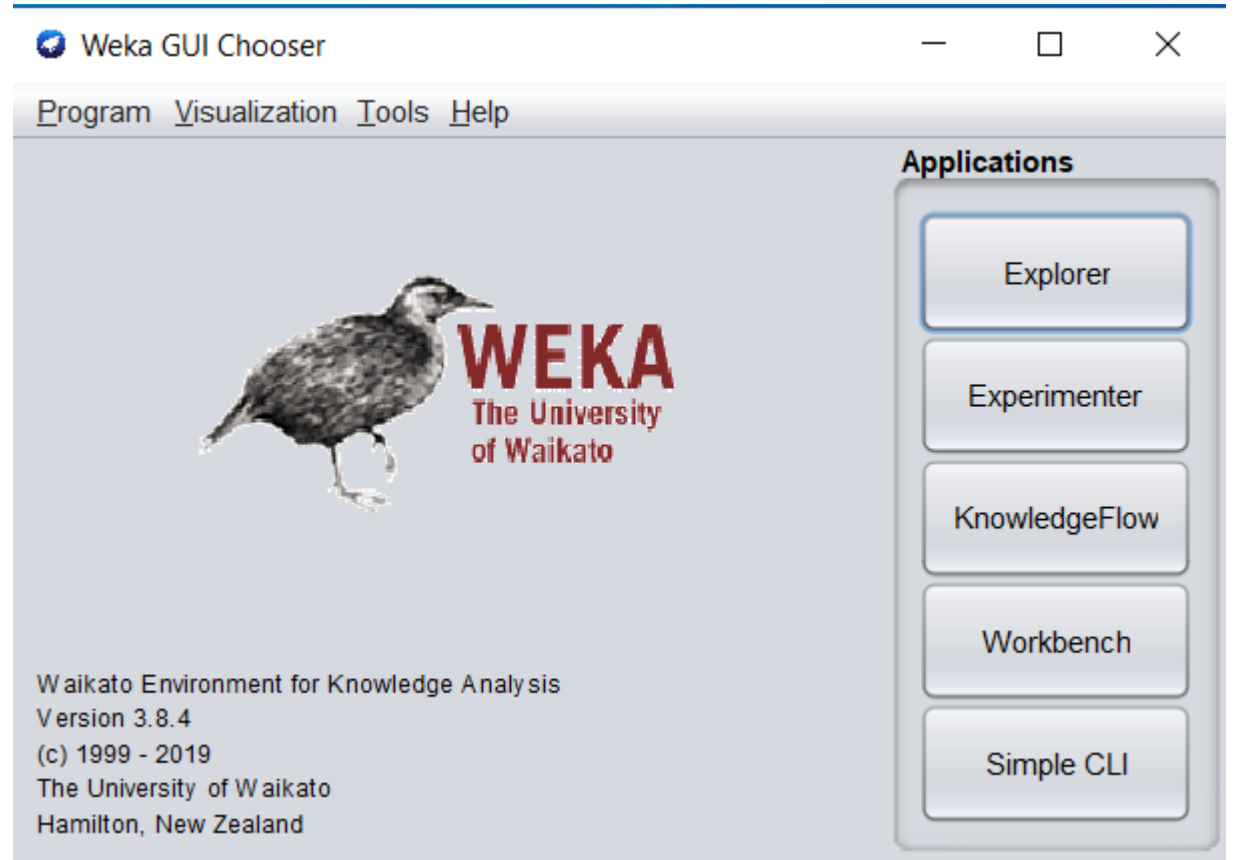 Weka GUI Chooser
Program Visualization Tools Help
Applications
Explorer
Experimenter
KnowledgeFlow
Workbench
Simple CLI
WEKA
The University
of Waikato
Waikato Environment for Knowledge Analysis
Version 3.8.4
(c) 1999 - 2019
The University of Waikato
Hamilton, New Zealand